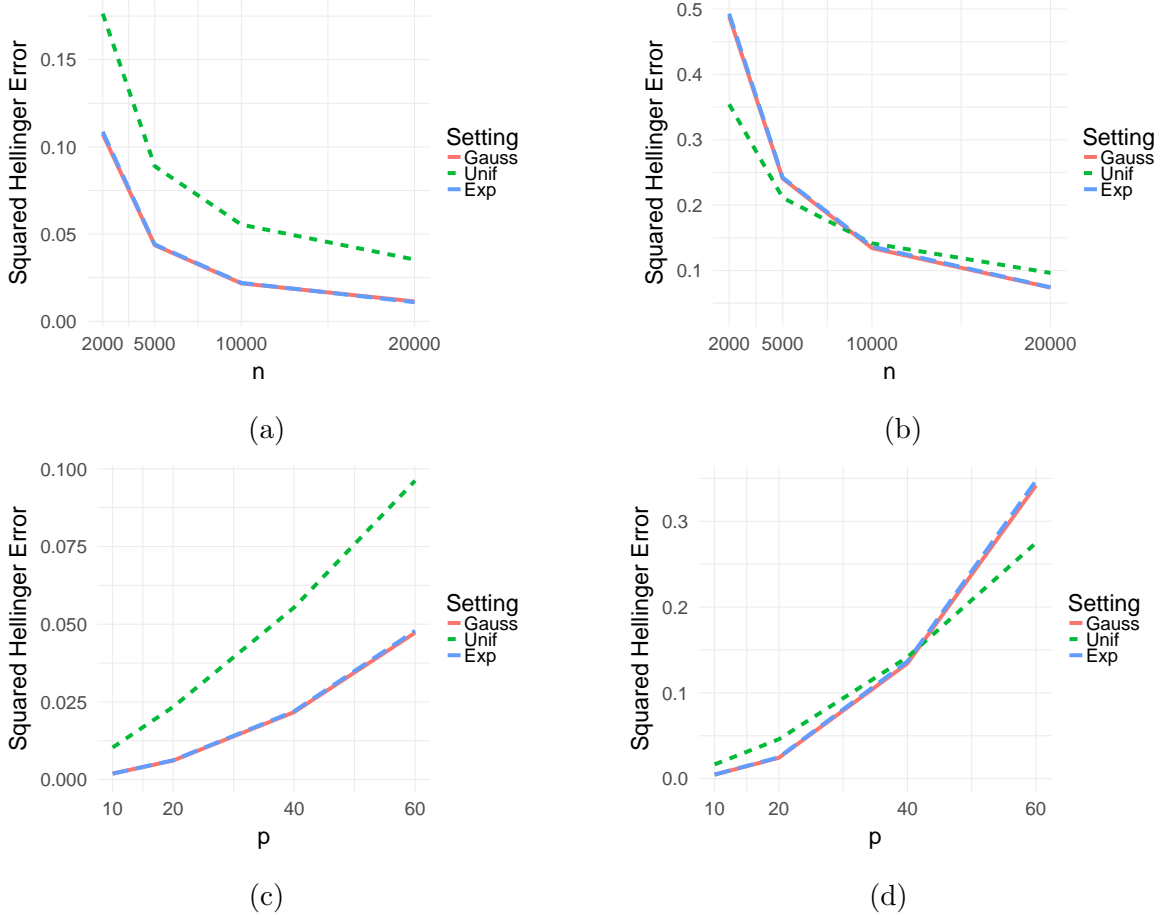 Squared Hellinger Error
0.15
0.10
0.05
0.00
2000 5000 10000 20000
n
Setting
Gauss
Unif
Exp
(a)
Squared Hellinger Error
0.5
0.4
0.3
0.2
0.1
2000 5000 10000 20000
n
Setting
Gauss
Unif
Exp
(b)
Squared Hellinger Error
0.100
0.075
0.050
0.025
0.000
10 20 40 60
p
Setting
Gauss
Unif
Exp
(c)
Squared Hellinger Error
0.3
0.2
0.1
0.0
10 20 40 60
p
Setting
Gauss
Unif
Exp
(d)